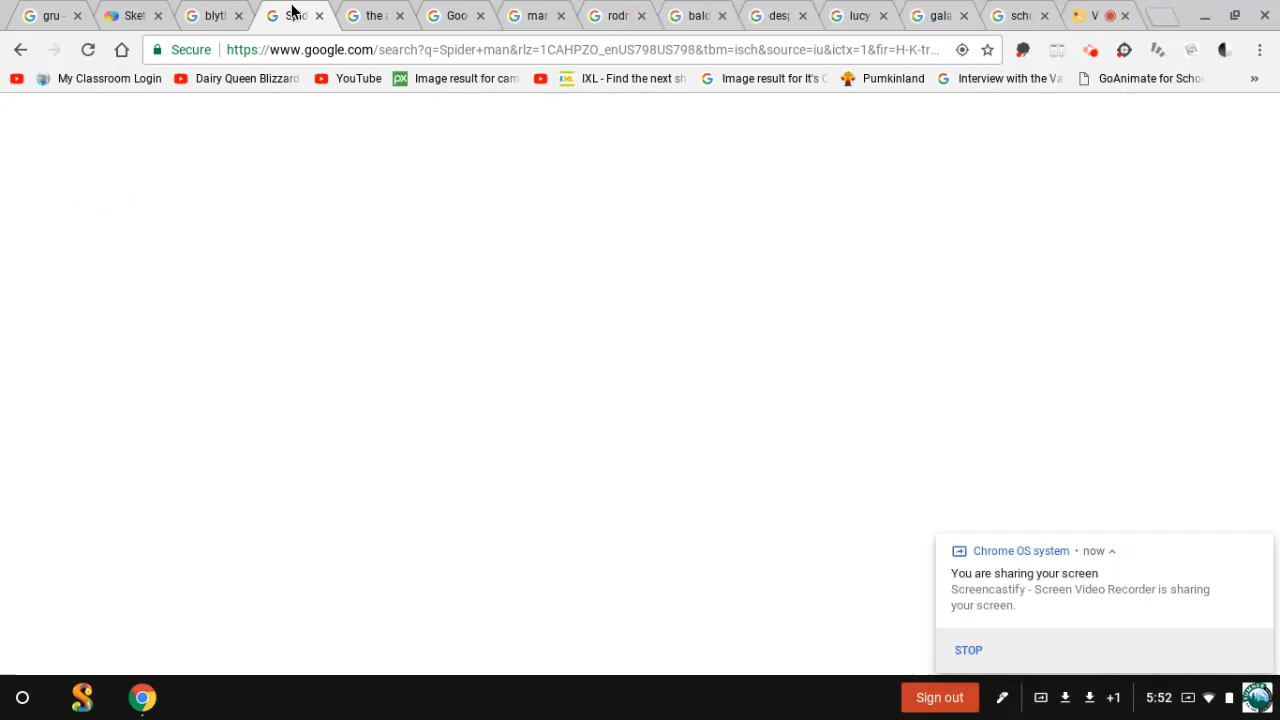 gru - Sket blyt the a Goo mar rodr bald desp lucy gala scho V
Secure https://www.google.com/search?q=Spider+man&rlz=1CAHPZO_enUS798US798&tbm=isch&source=iu&ictx=1&fir=H-K-tr...
My Classroom Login Dairy Queen Blizzard YouTube px Image result for cam IXL IXL - Find the next sh Image result for It's C Pumkinland Interview with the Va GoAnimate for Scho »
Chrome OS system • now
You are sharing your screen
Screencastify - Screen Video Recorder is sharing
your screen.
STOP
Sign out +1 5:52